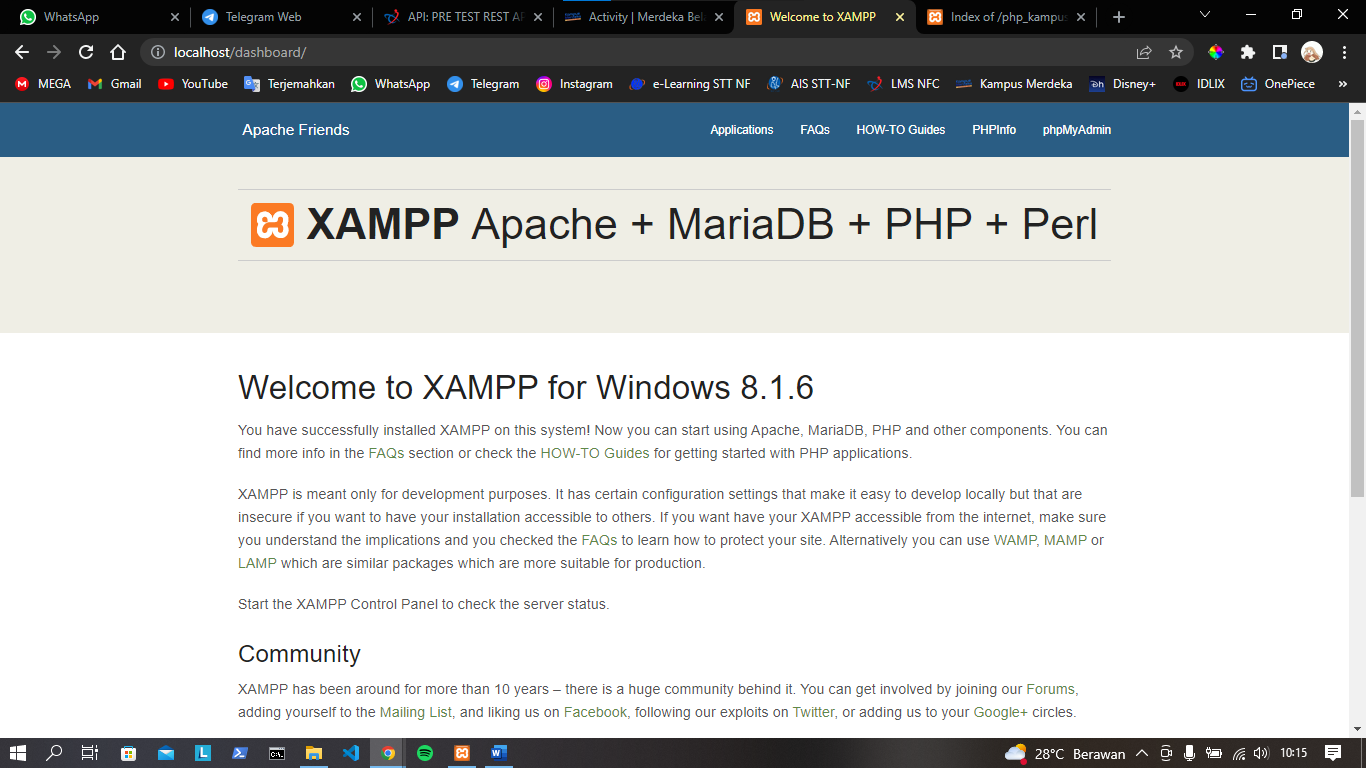 WhatsApp
Telegram Web
API: PRE TEST REST AP
Activity | Merdeka Bela
Welcome to XAMPP
Index of /php_kampus
localhost/dashboard/
MEGA Gmail YouTube Terjemahkan WhatsApp Telegram Instagram e-Learning STT NF AIS STT-NF LMS NFC Kampus Merdeka Disney+ IDLIX OnePiece »
Apache Friends
Applications FAQs HOW-TO Guides PHPInfo phpMyAdmin
XAMPP Apache + MariaDB + PHP + Perl
Welcome to XAMPP for Windows 8.1.6
You have successfully installed XAMPP on this system! Now you can start using Apache, MariaDB, PHP and other components. You can
find more info in the FAQs section or check the HOW-TO Guides for getting started with PHP applications.
XAMPP is meant only for development purposes. It has certain configuration settings that make it easy to develop locally but that are
insecure if you want to have your installation accessible to others. If you want have your XAMPP accessible from the internet, make sure
you understand the implications and you checked the FAQs to learn how to protect your site. Alternatively you can use WAMP, MAMP or
LAMP which are similar packages which are more suitable for production.
Start the XAMPP Control Panel to check the server status.
Community
XAMPP has been around for more than 10 years – there is a huge community behind it. You can get involved by joining our Forums,
adding yourself to the Mailing List, and liking us on Facebook, following our exploits on Twitter, or adding us to your Google+ circles.
28°C Berawan 10:15